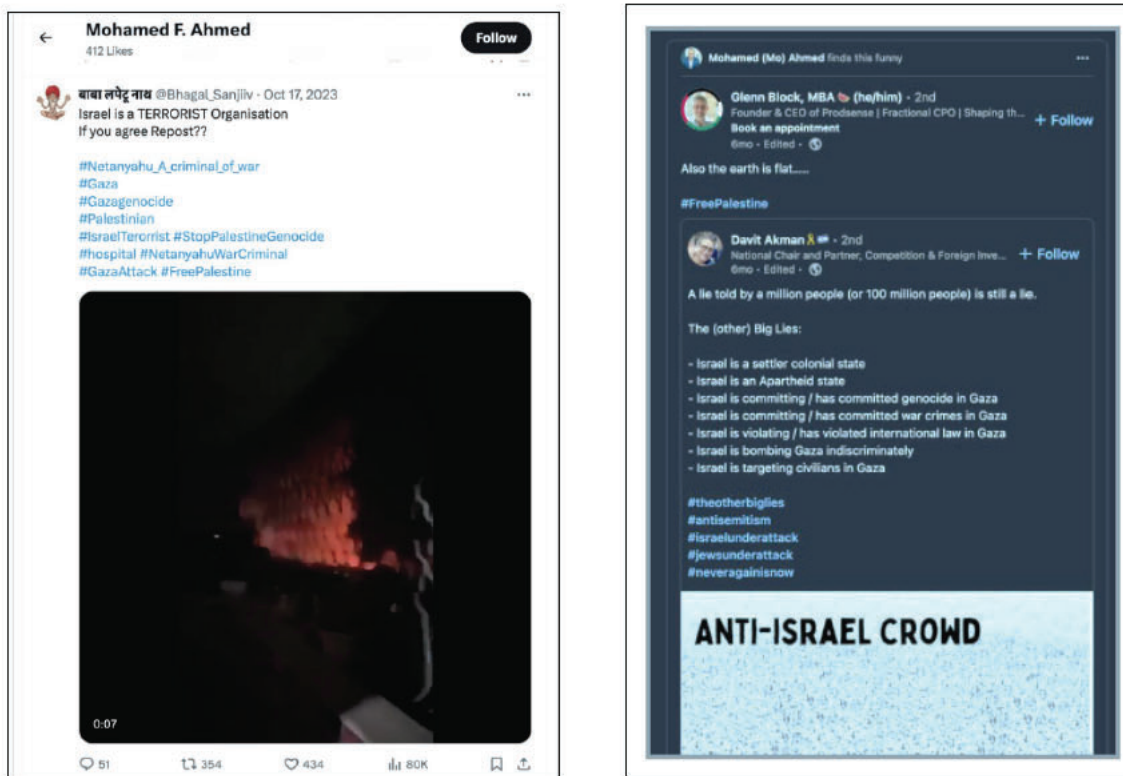 Mohamed F. Ahmed
412 Likes
Follow
बाबा लपेटू नाथ @Bhagal_Sanjiiv · Oct 17, 2023
Israel is a TERRORIST Organisation
If you agree Repost??
#Netanyahu_A_criminal_of_war
#Gaza
#Gazagenocide
#Palestinian
#IsraelTerorrist #StopPalestineGenocide
#hospital #NetanyahuWarCriminal
#GazaAttack #FreePalestine
0:07
51 354 434 80K
Mohamed (Mo) Ahmed finds this funny
Glenn Block, MBA 🍉 (he/him) · 2nd
Founder & CEO of Prodsense | Fractional CPO | Shaping th...
+ Follow
Book an appointment
6mo · Edited ·
Also the earth is flat.....
#FreePalestine
Davit Akman 🎗️🇮🇱 · 2nd
National Chair and Partner, Competition & Foreign Inve...
+ Follow
6mo · Edited ·
A lie told by a million people (or 100 million people) is still a lie.
The (other) Big Lies:
- Israel is a settler colonial state
- Israel is an Apartheid state
- Israel is committing / has committed genocide in Gaza
- Israel is committing / has committed war crimes in Gaza
- Israel is violating / has violated international law in Gaza
- Israel is bombing Gaza indiscriminately
- Israel is targeting civilians in Gaza
#theotherbiglies
#antisemitism
#israelunderattack
#jewsunderattack
#neveragainisnow
ANTI-ISRAEL CROWD